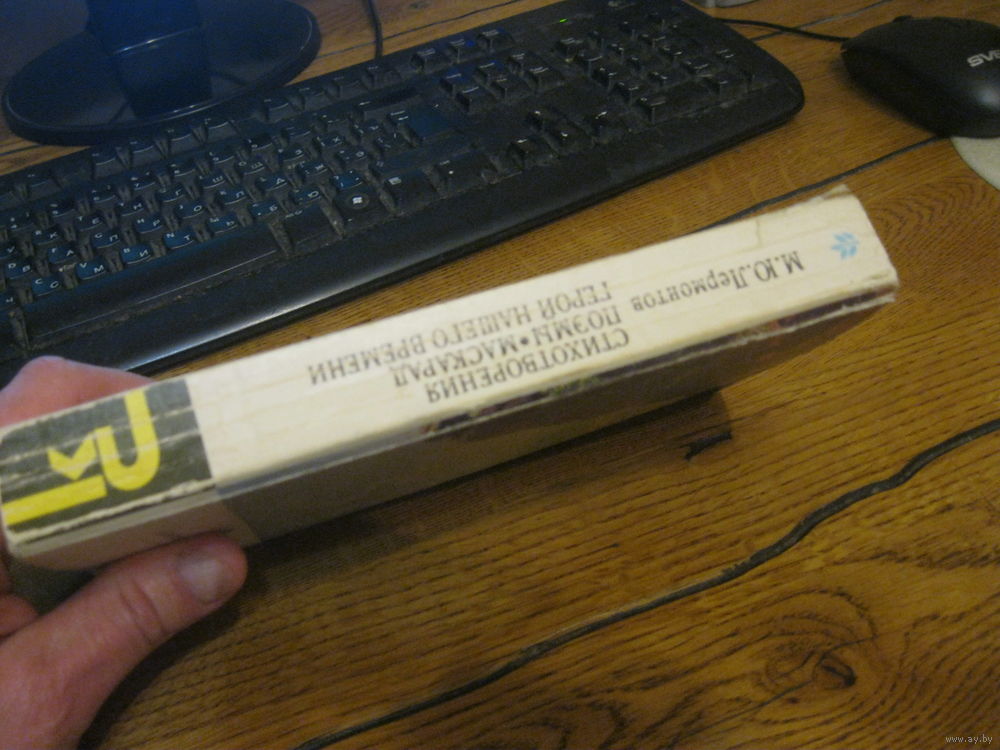 М.Ю.Лермонтов
СТИХОТВОРЕНИЯ
ПОЭМЫ•МАСКАРАД
ГЕРОЙ НАШЕГО ВРЕМЕНИ
www.ay.by